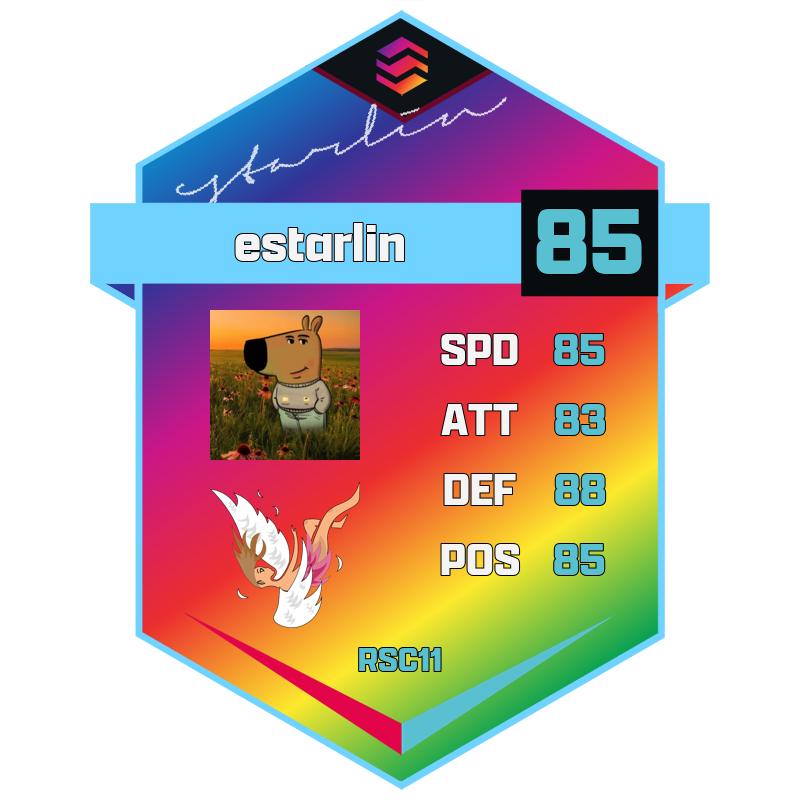 starlin
estarlin 85
SPD 85
ATT 83
DEF 88
POS 85
RSC11